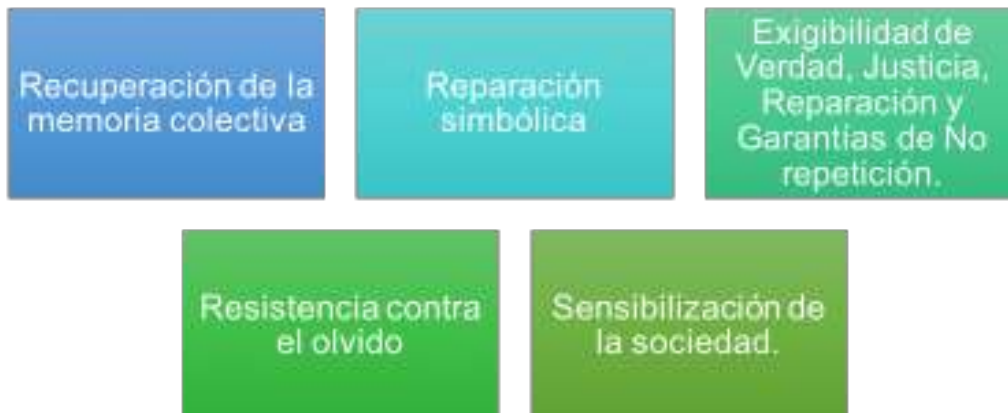 Recuperación de la
memoria colectiva
Reparación
simbólica
Exigibilidad de
Verdad, Justicia,
Reparación y
Garantías de No
repetición.
Resistencia contra
el olvido
Sensibilización de
la sociedad.